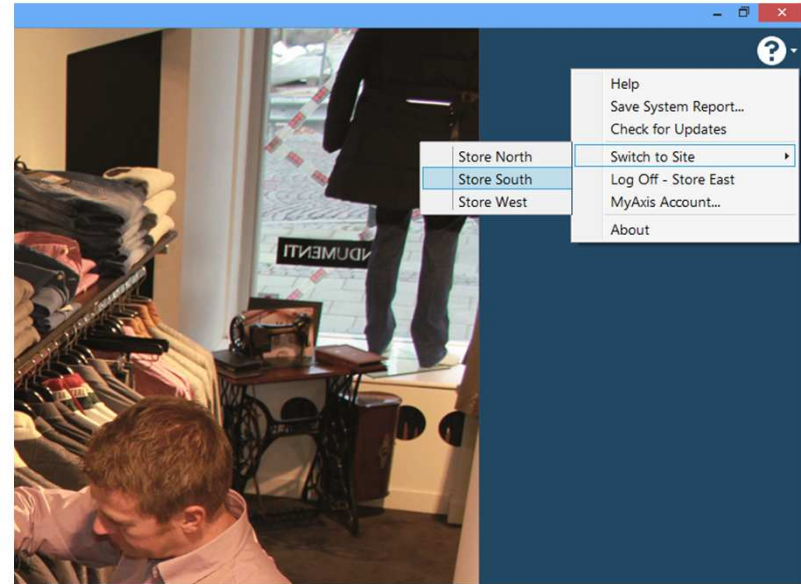 Help
Save System Report...
Check for Updates
Switch to Site
Log Off - Store East
MyAxis Account...
About
Store North
Store South
Store West
NDUMENTI